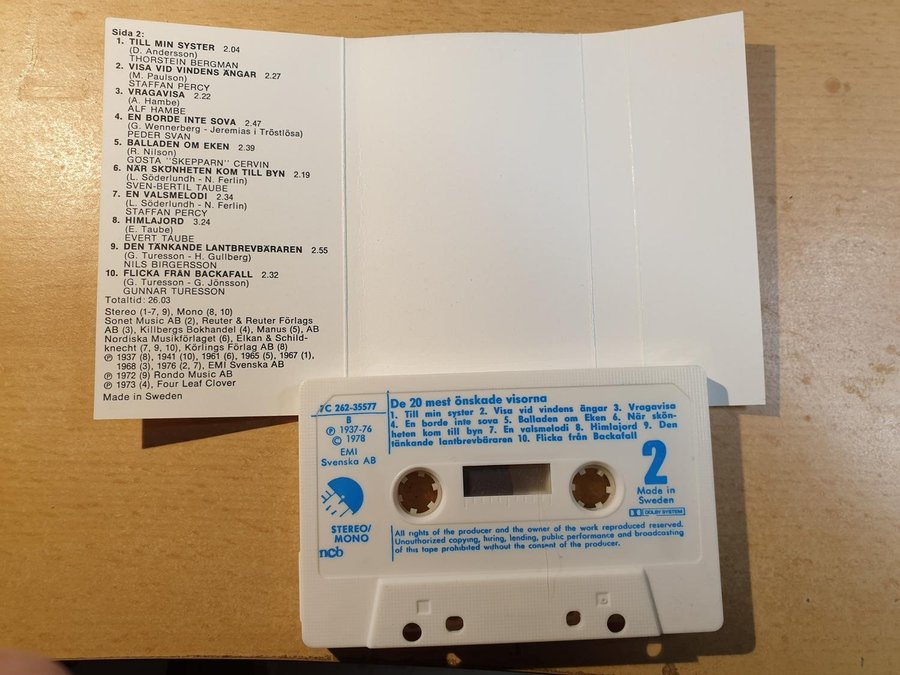 Sida 2:
1. TILL MIN SYSTER 2.04
(D. Andersson)
THORSTEIN BERGMAN
2. VISA VID VINDENS ÄNGAR 2.27
(M. Paulson)
STAFFAN PERCY
3. VRAGAVISA 2.22
(A. Hambe)
ALF HAMBE
4. EN BORDE INTE SOVA 2.47
(G. Wennerberg - Jeremias i Tröstlösa)
PEDER SVAN
5. BALLADEN OM EKEN 2.39
(R. Nilson)
GÖSTA "SKEPPARN" CERVIN
6. NÄR SKÖNHETEN KOM TILL BYN 2.19
(L. Söderlundh - N. Ferlin)
SVEN-BERTIL TAUBE
7. EN VALSMELODI 2.34
(L. Söderlundh - N. Ferlin)
STAFFAN PERCY
8. HIMLAJORD 3.24
(E. Taube)
EVERT TAUBE
9. DEN TÄNKANDE LANTBREVBÄRAREN 2.55
(G. Turesson - H. Gullberg)
NILS BIRGERSSON
10. FLICKA FRÅN BACKAFALL 2.32
(G. Turesson - G. Jönsson)
GUNNAR TURESSON
Totaltid: 26.03
Stereo (1-7, 9), Mono (8, 10)
Sonet Music AB (2), Reuter & Reuter Förlags
AB (3), Killbergs Bokhandel (4), Manus (5), AB
Nordiska Musikförlaget (6), Elkan & Schild-
knecht (7, 9, 10), Körlings Förlag AB (8)
℗ 1937 (8), 1941 (10), 1961 (6), 1965 (5), 1967 (1),
1968 (3), 1976 (2, 7), EMI Svenska AB
℗ 1972 (9) Rondo Music AB
℗ 1973 (4), Four Leaf Clover
Made in Sweden
7C 262-35577
B
℗ 1937-76
© 1978
EMI
Svenska AB
STEREO/
MONO
ncb
De 20 mest önskade visorna
1. Till min syster 2. Visa vid vindens ängar 3. Vragavisa
4. En borde inte sova 5. Balladen om Eken 6. När skön-
heten kom till byn 7. En valsmelodi 8. Himlajord 9. Den
tänkande lantbrevbäraren 10. Flicka från Backafall
2
Made in
Sweden
DOLBY SYSTEM
All rights of the producer and the owner of the work reproduced reserved.
Unauthorized copying, hiring, lending, public performance and broadcasting
of this tape prohibited without the consent of the producer.